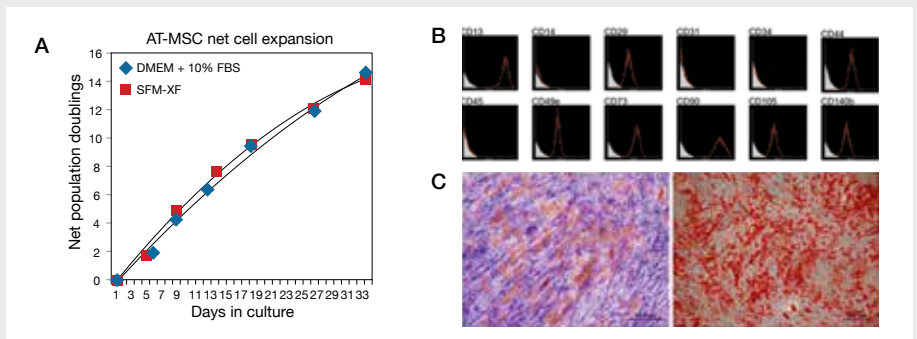 A
AT-MSC net cell expansion
16
14
12
10
8
6
4
2
0
Net population doublings
DMEM + 10% FBS
SFM-XF
1 3 5 7 9 11 13 15 17 19 21 23 25 27 29 31 33
Days in culture
B
CD13 CD14 CD29 CD31 CD34 CD44
CD45 CD49e CD73 CD90 CD105 CD140b
C